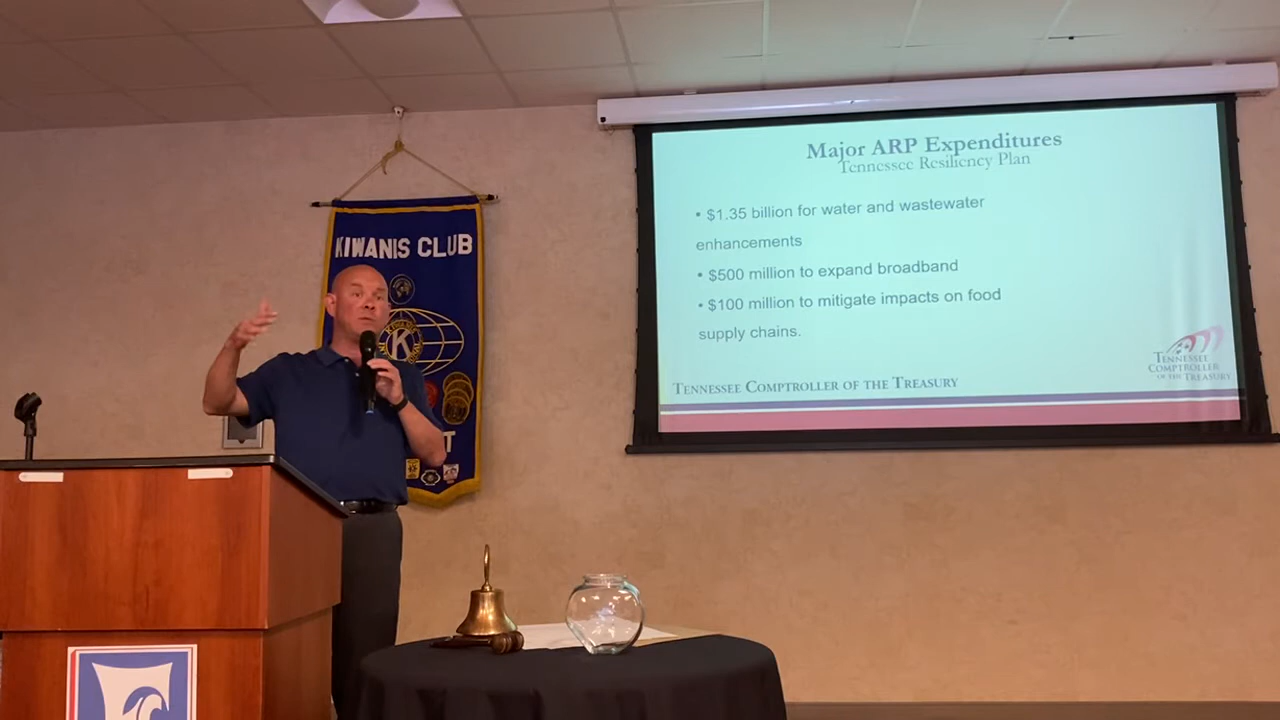 Major ARP Expenditures
Tennessee Resiliency Plan
• $1.35 billion for water and wastewater
enhancements
• $500 million to expand broadband
• $100 million to mitigate impacts on food
supply chains.
TENNESSEE COMPTROLLER OF THE TREASURY
TENNESSEE
COMPTROLLER
OF THE TREASURY
KIWANIS CLUB
K
T